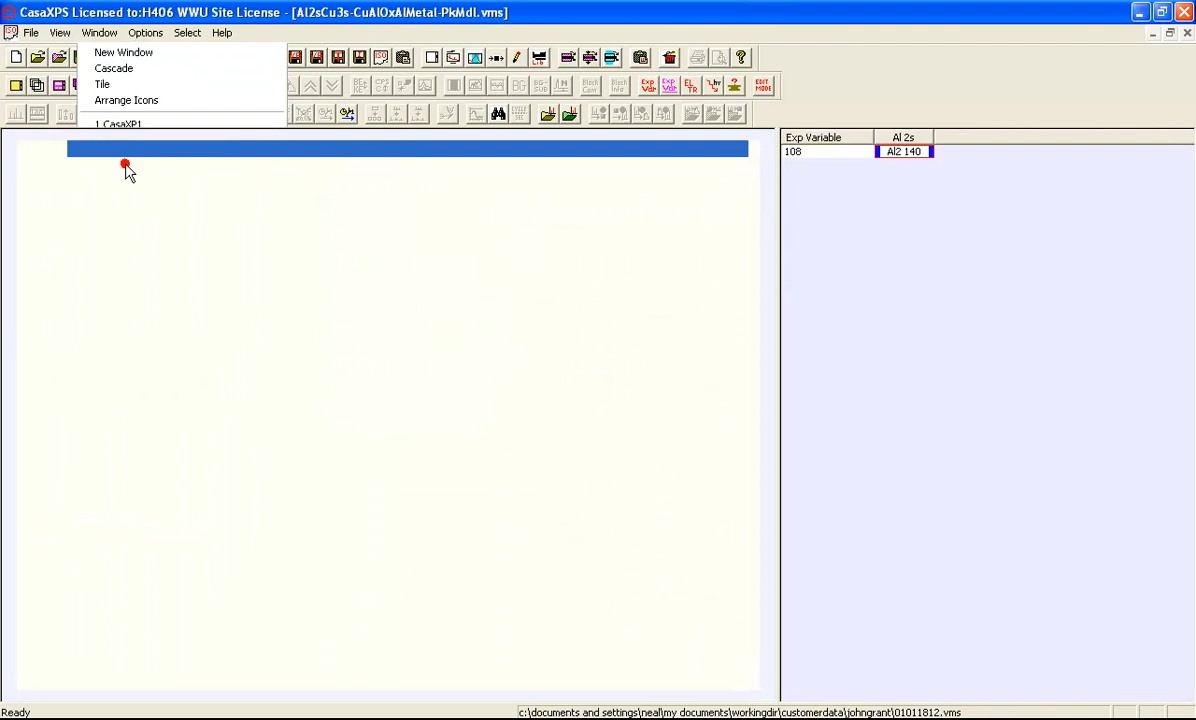 CasaXPS Licensed to:H406 WWU Site License - [Al2sCu3s-CuAlOxAlMetal-PkMdl.vms]
File View Window Options Select Help
New Window
Cascade
Tile
Arrange Icons
1 CasaXP1
Exp Variable Al 2s
108 Al2 140
Ready
c:\documents and settings\neal\my documents\workingdir\customerdata\johngrant\01011812.vms